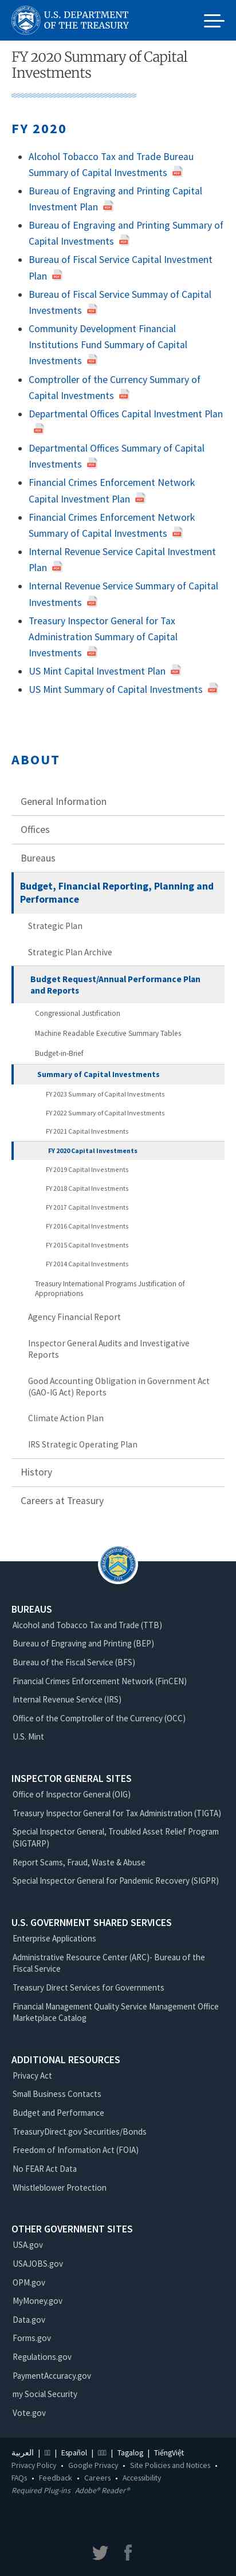 U.S. DEPARTMENT
OF THE TREASURY
FY 2020 Summary of Capital
Investments
FY 2020
Alcohol Tobacco Tax and Trade Bureau
Summary of Capital Investments
Bureau of Engraving and Printing Capital
Investment Plan
Bureau of Engraving and Printing Summary of
Capital Investments
Bureau of Fiscal Service Capital Investment
Plan
Bureau of Fiscal Service Summay of Capital
Investments
Community Development Financial
Institutions Fund Summary of Capital
Investments
Comptroller of the Currency Summary of
Capital Investments
Departmental Offices Capital Investment Plan
Departmental Offices Summary of Capital
Investments
Financial Crimes Enforcement Network
Capital Investment Plan
Financial Crimes Enforcement Network
Summary of Capital Investments
Internal Revenue Service Capital Investment
Plan
Internal Revenue Service Summary of Capital
Investments
Treasury Inspector General for Tax
Administration Summary of Capital
Investments
US Mint Capital Investment Plan
US Mint Summary of Capital Investments
ABOUT
General Information
Offices
Bureaus
Budget, Financial Reporting, Planning and
Performance
Strategic Plan
Strategic Plan Archive
Budget Request/Annual Performance Plan
and Reports
Congressional Justification
Machine Readable Executive Summary Tables
Budget-in-Brief
Summary of Capital Investments
FY 2023 Summary of Capital Investments
FY 2022 Summary of Capital Investments
FY 2021 Capital Investments
FY 2020 Capital Investments
FY 2019 Capital Investments
FY 2018 Capital Investments
FY 2017 Capital Investments
FY 2016 Capital Investments
FY 2015 Capital Investments
FY 2014 Capital Investments
Treasury International Programs Justification of
Appropriations
Agency Financial Report
Inspector General Audits and Investigative
Reports
Good Accounting Obligation in Government Act
(GAO-IG Act) Reports
Climate Action Plan
IRS Strategic Operating Plan
History
Careers at Treasury
BUREAUS
Alcohol and Tobacco Tax and Trade (TTB)
Bureau of Engraving and Printing (BEP)
Bureau of the Fiscal Service (BFS)
Financial Crimes Enforcement Network (FinCEN)
Internal Revenue Service (IRS)
Office of the Comptroller of the Currency (OCC)
U.S. Mint
INSPECTOR GENERAL SITES
Office of Inspector General (OIG)
Treasury Inspector General for Tax Administration (TIGTA)
Special Inspector General, Troubled Asset Relief Program
(SIGTARP)
Report Scams, Fraud, Waste & Abuse
Special Inspector General for Pandemic Recovery (SIGPR)
U.S. GOVERNMENT SHARED SERVICES
Enterprise Applications
Administrative Resource Center (ARC)- Bureau of the
Fiscal Service
Treasury Direct Services for Governments
Financial Management Quality Service Management Office
Marketplace Catalog
ADDITIONAL RESOURCES
Privacy Act
Small Business Contacts
Budget and Performance
TreasuryDirect.gov Securities/Bonds
Freedom of Information Act (FOIA)
No FEAR Act Data
Whistleblower Protection
OTHER GOVERNMENT SITES
USA.gov
USAJOBS.gov
OPM.gov
MyMoney.gov
Data.gov
Forms.gov
Regulations.gov
PaymentAccuracy.gov
my Social Security
Vote.gov
العربية | | Español | | Tagalog | TiếngViệt
Privacy Policy • Google Privacy • Site Policies and Notices •
FAQs • Feedback • Careers • Accessibility
Required Plug-ins Adobe® Reader®